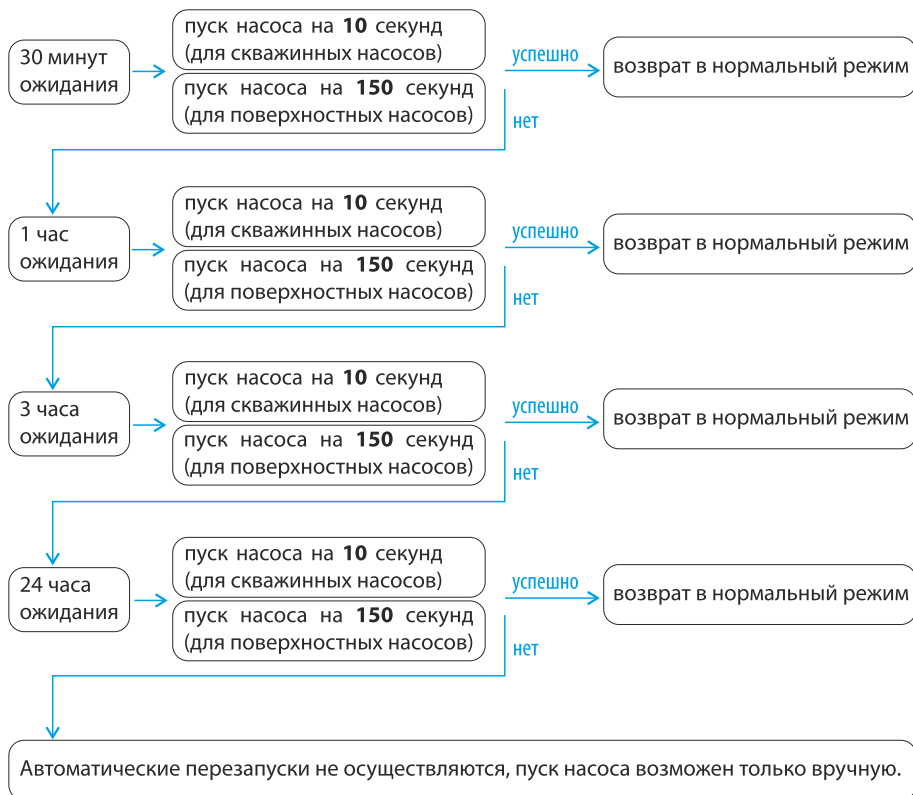 30 минут
ожидания
пуск насоса на 10 секунд
(для скважинных насосов)
пуск насоса на 150 секунд
(для поверхностных насосов)
успешно
возврат в нормальный режим
нет
1 час
ожидания
пуск насоса на 10 секунд
(для скважинных насосов)
пуск насоса на 150 секунд
(для поверхностных насосов)
успешно
возврат в нормальный режим
нет
3 часа
ожидания
пуск насоса на 10 секунд
(для скважинных насосов)
пуск насоса на 150 секунд
(для поверхностных насосов)
успешно
возврат в нормальный режим
нет
24 часа
ожидания
пуск насоса на 10 секунд
(для скважинных насосов)
пуск насоса на 150 секунд
(для поверхностных насосов)
успешно
возврат в нормальный режим
нет
Автоматические перезапуски не осуществляются, пуск насоса возможен только вручную.